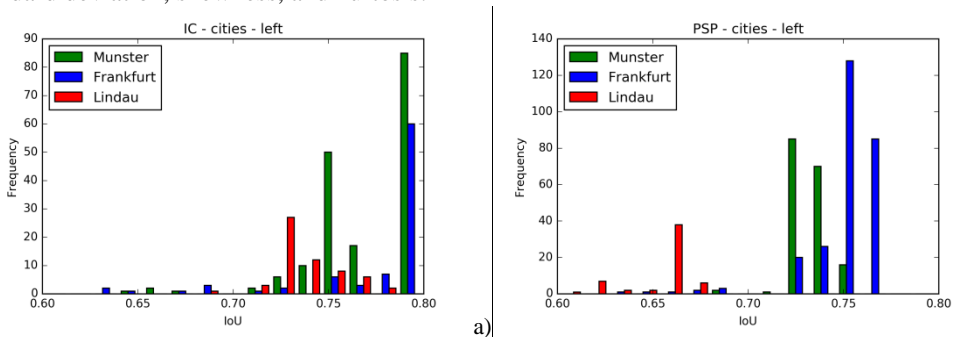 IC - cities - left
90
80
70
60
50
40
30
20
10
0
Frequency
Munster
Frankfurt
Lindau
0.60 0.65 0.70 0.75 0.80
IoU
a)
PSP - cities - left
140
120
100
80
60
40
20
0
Frequency
Munster
Frankfurt
Lindau
0.60 0.65 0.70 0.75 0.80
IoU